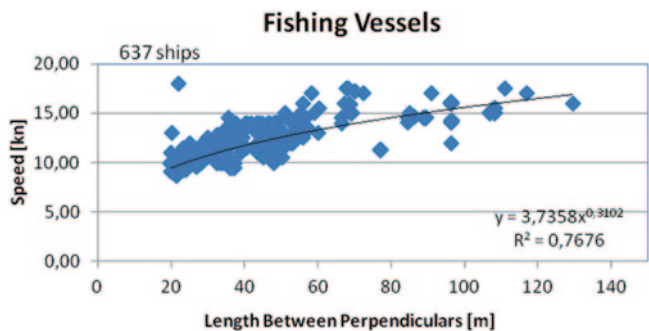 Fishing Vessels
637 ships
20,00
15,00
10,00
5,00
0,00
Speed [kn]
y = 3,7358x^0,3102
R² = 0,7676
0 20 40 60 80 100 120 140
Length Between Perpendiculars [m]